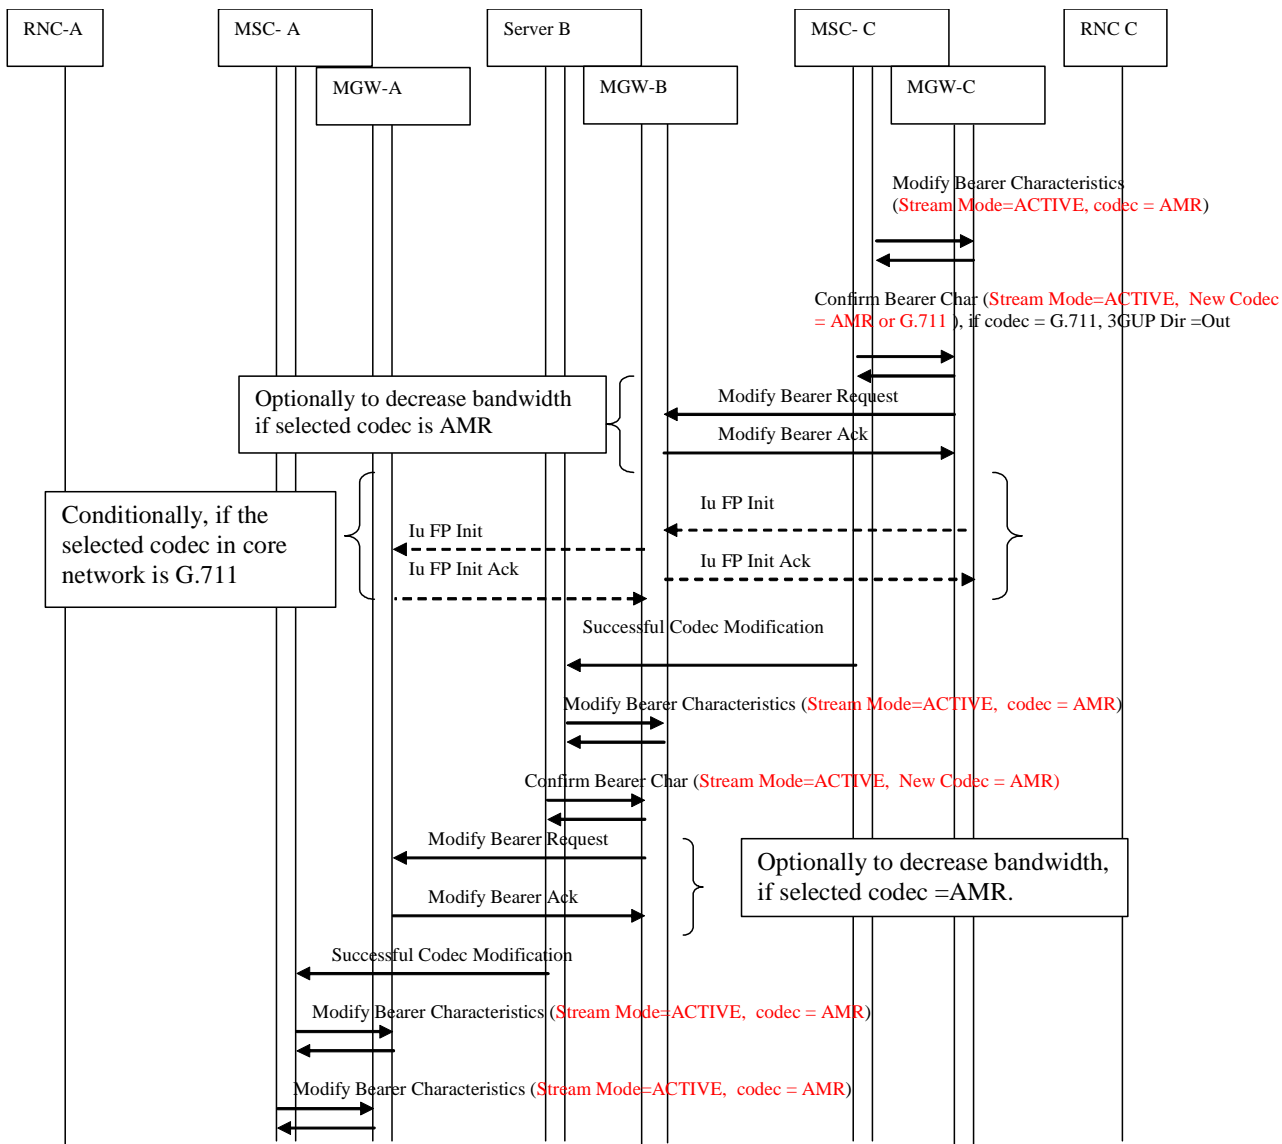 RNC-A
MSC- A
Server B
MSC- C
RNC C
MGW-A
MGW-B
MGW-C
Modify Bearer Characteristics
(Stream Mode=ACTIVE, codec = AMR)
Confirm Bearer Char (Stream Mode=ACTIVE,  New Codec
= AMR or G.711 ), if codec = G.711, 3GUP Dir =Out
Optionally to decrease bandwidth
if selected codec is AMR
Modify Bearer Request
Modify Bearer Ack
Conditionally, if the
selected codec in core
network is G.711
Iu FP Init
Iu FP Init
Iu FP Init Ack
Iu FP Init Ack
Successful Codec Modification
Modify Bearer Characteristics (Stream Mode=ACTIVE,  codec = AMR)
Confirm Bearer Char (Stream Mode=ACTIVE,  New Codec = AMR)
Modify Bearer Request
Optionally to decrease bandwidth,
if selected codec =AMR.
Modify Bearer Ack
Successful Codec Modification
Modify Bearer Characteristics (Stream Mode=ACTIVE,  codec = AMR)
Modify Bearer Characteristics (Stream Mode=ACTIVE,  codec = AMR)